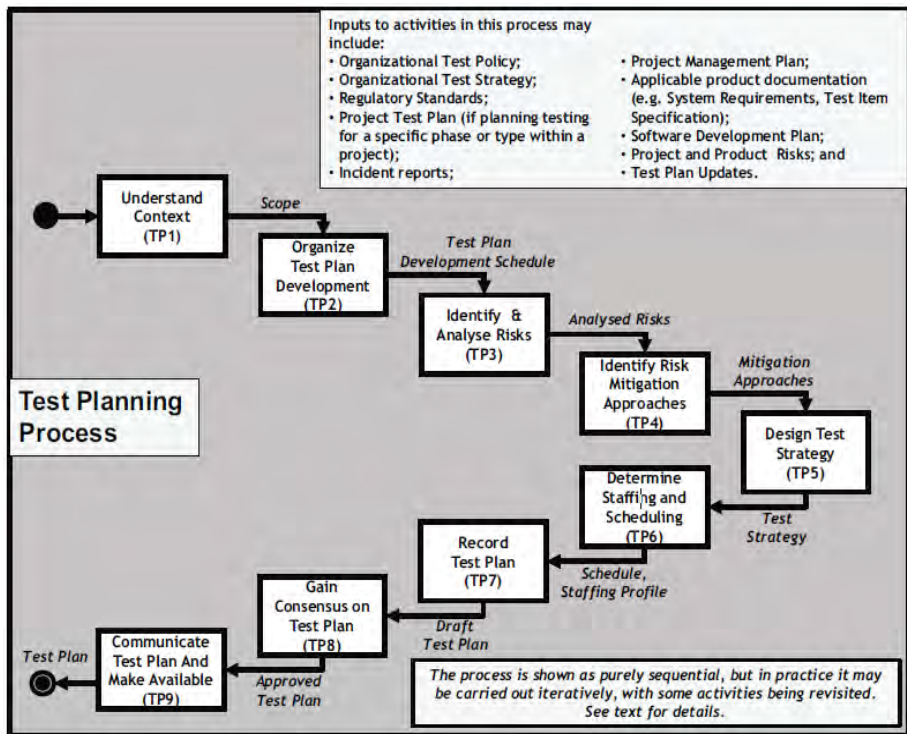 Inputs to activities in this process may
include:
• Organizational Test Policy;
• Organizational Test Strategy;
• Regulatory Standards;
• Project Test Plan (if planning testing
for a specific phase or type within a
project);
• Incident reports;
• Project Management Plan;
• Applicable product documentation
(e.g. System Requirements, Test Item
Specification);
• Software Development Plan;
• Project and Product Risks; and
• Test Plan Updates.
Understand
Context
(TP1)
Scope
Organize
Test Plan
Development
(TP2)
Test Plan
Development Schedule
Identify &
Analyse Risks
(TP3)
Analysed Risks
Identify Risk
Mitigation
Approaches
(TP4)
Mitigation
Approaches
Test Planning
Process
Design Test
Strategy
(TP5)
Test
Strategy
Determine
Staffing and
Scheduling
(TP6)
Schedule,
Staffing Profile
Record
Test Plan
(TP7)
Draft
Test Plan
Gain
Consensus on
Test Plan
(TP8)
Approved
Test Plan
Communicate
Test Plan And
Make Available
(TP9)
Test Plan
The process is shown as purely sequential, but in practice it may
be carried out iteratively, with some activities being revisited.
See text for details.